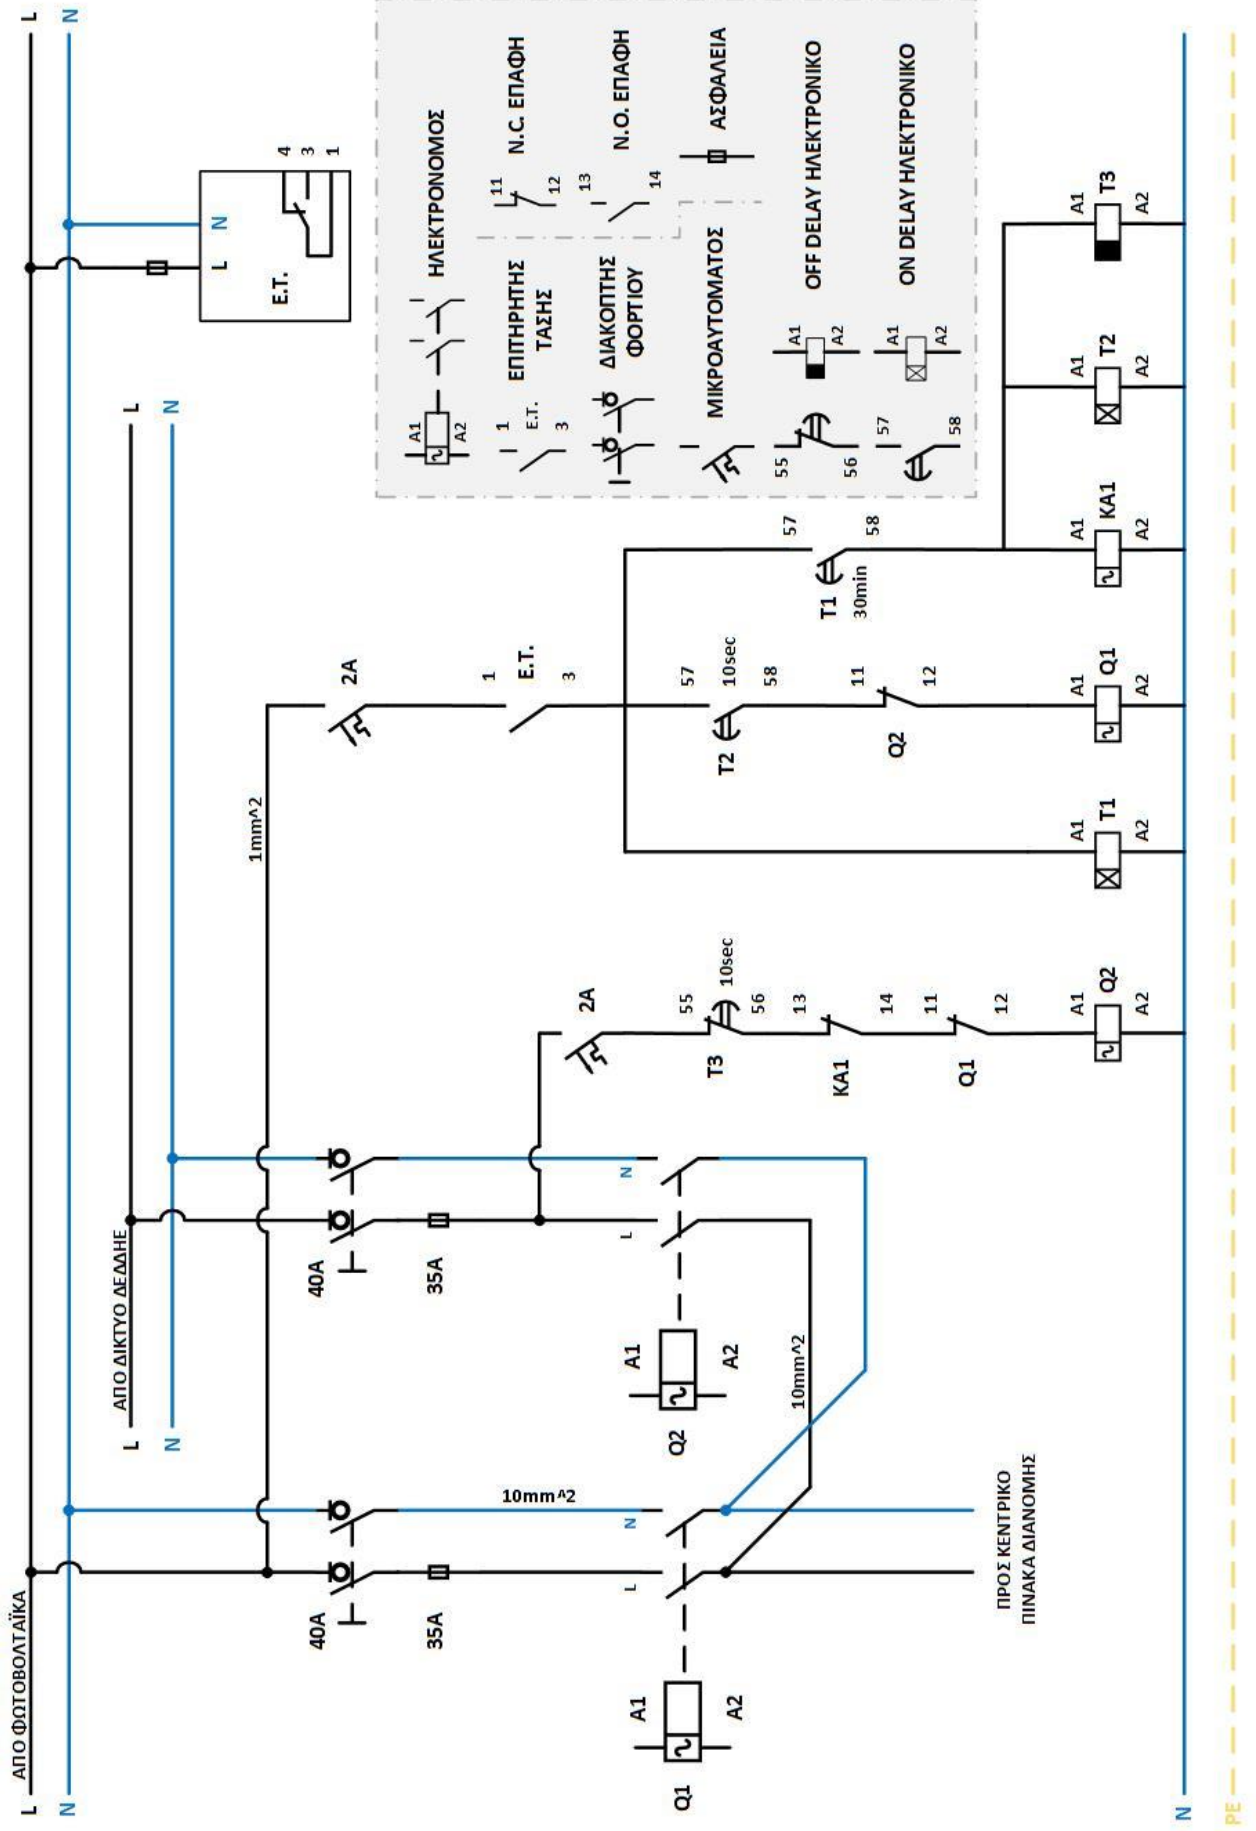 L
N
ΑΠΟ ΦΩΤΟΒΟΛΤΑΪΚΑ
L
N
ΑΠΟ ΔΙΚΤΥΟ ΔΕΔΔΗΕ
L
N
L
N
L
N
E.T.
4
3
1
1mm^2
40A
35A
10mm^2
L
N
40A
35A
L
N
Q1
A1
A2
Q2
A1
A2
10mm^2
ΠΡΟΣ ΚΕΝΤΡΙΚΟ
ΠΙΝΑΚΑ ΔΙΑΝΟΜΗΣ
2A
T3
55
10sec
56
KA1
13
14
Q1
11
12
A1
Q2
A2
2A
1
E.T.
3
T2
57
10sec
58
Q2
11
12
T1
30min
57
58
A1
T1
A2
A1
Q1
A2
A1
KA1
A2
A1
T2
A2
A1
T3
A2
N
PE
A1
A2
ΗΛΕΚΤΡΟΝΟΜΟΣ
1
E.T.
3
ΕΠΙΤΗΡΗΤΗΣ
ΤΑΣΗΣ
11
12
N.C. ΕΠΑΦΗ
ΔΙΑΚΟΠΤΗΣ
ΦΟΡΤΙΟΥ
13
14
N.O. ΕΠΑΦΗ
ΜΙΚΡΟΑΥΤΟΜΑΤΟΣ
ΑΣΦΑΛΕΙΑ
55
56
A1
A2
OFF DELAY ΗΛΕΚΤΡΟΝΙΚΟ
57
58
A1
A2
ON DELAY ΗΛΕΚΤΡΟΝΙΚΟ